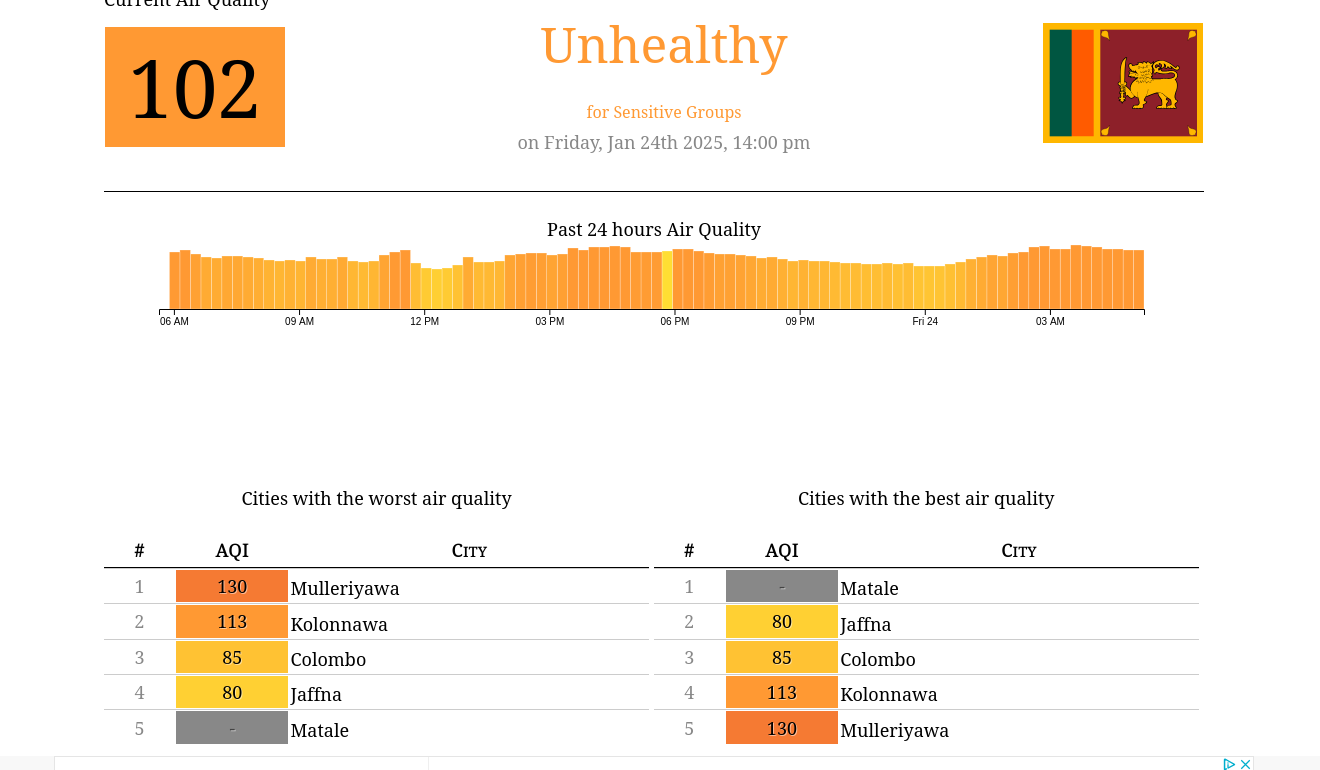 Current Air Quality
102
Unhealthy
for Sensitive Groups
on Friday, Jan 24th 2025, 14:00 pm
Past 24 hours Air Quality
06 AM 09 AM 12 PM 03 PM 06 PM 09 PM Fri 24 03 AM
Cities with the worst air quality
# AQI City
1 130 Mulleriyawa
2 113 Kolonnawa
3 85 Colombo
4 80 Jaffna
5 - Matale
Cities with the best air quality
# AQI City
1 - Matale
2 80 Jaffna
3 85 Colombo
4 113 Kolonnawa
5 130 Mulleriyawa